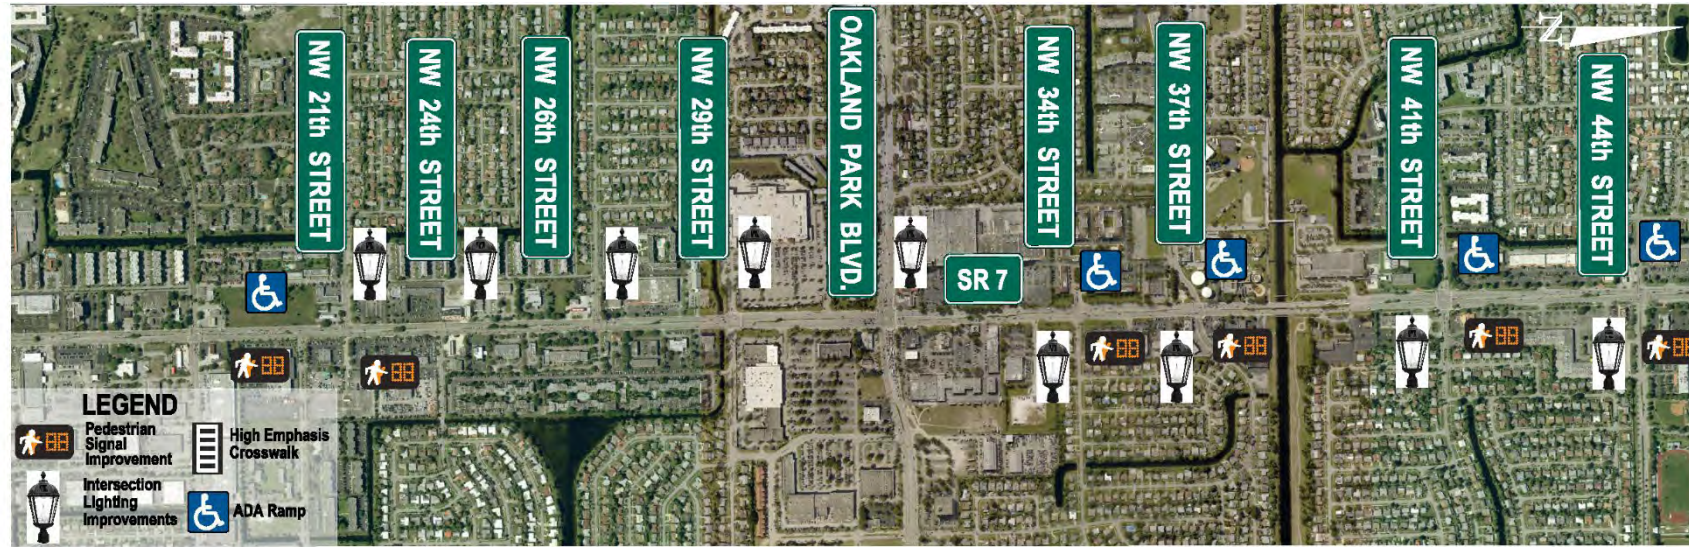 NW 21th STREET
NW 24th STREET
NW 26th STREET
NW 29th STREET
OAKLAND PARK BLVD.
SR 7
NW 34th STREET
NW 37th STREET
NW 41th STREET
NW 44th STREET
N
LEGEND
Pedestrian
Signal
Improvement
High Emphasis
Crosswalk
Intersection
Lighting
Improvements
ADA Ramp